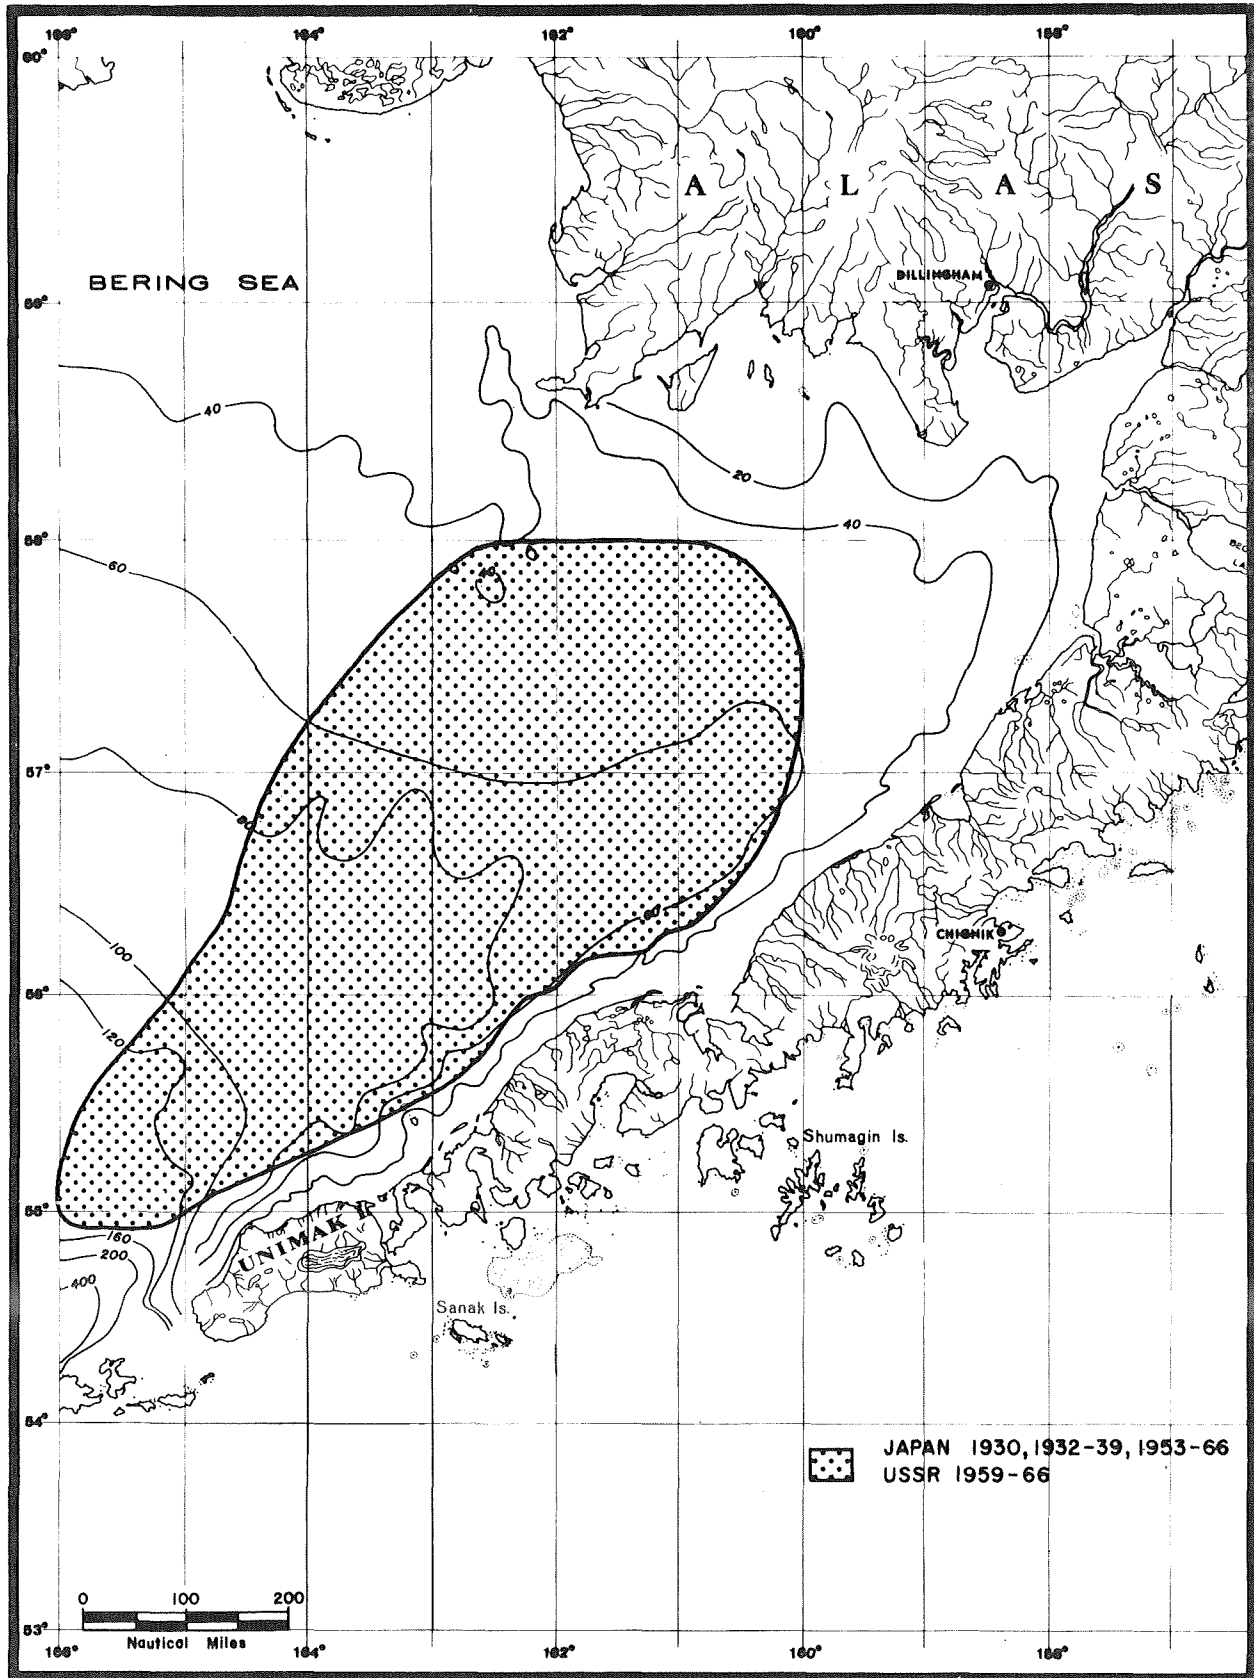 166° 164° 162° 160° 158°
60°
A L A S
DILLINGHAM
BERING SEA
59°
40
20
40
58°
60
40
57°
80
60
100
CHIGNIK
56°
120
Shumagin Is.
55°
160
UNIMAK I.
200
400
Sanak Is.
54°
JAPAN 1930, 1932-39, 1953-66
USSR 1959-66
0 100 200
Nautical Miles
53°
166° 164° 162° 160° 158°